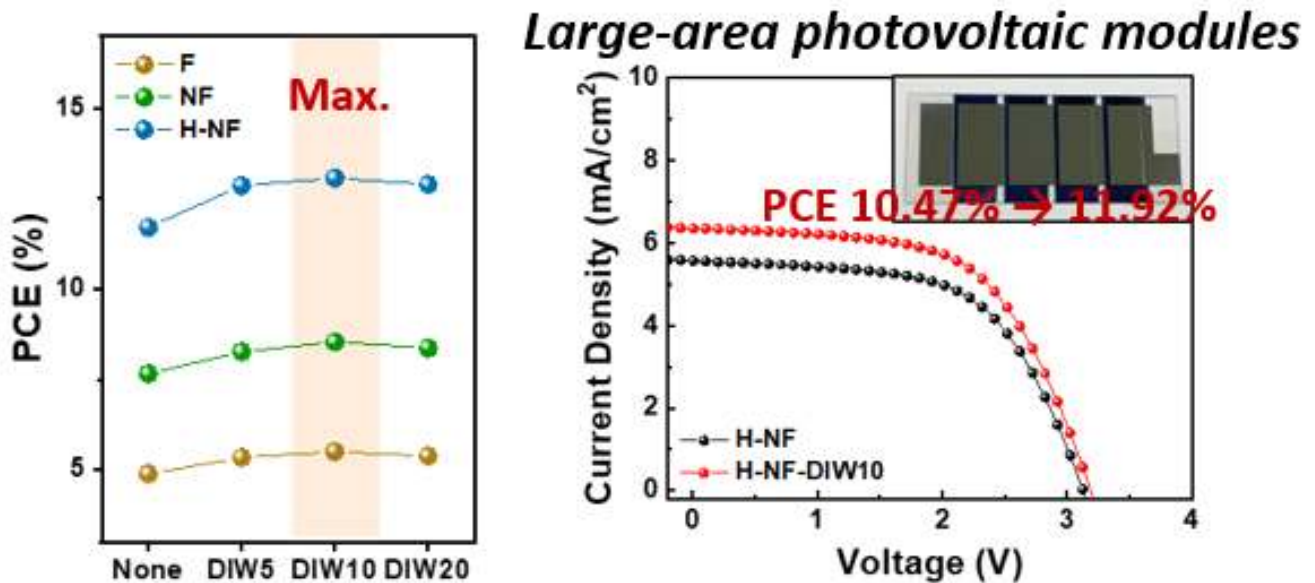 Large-area photovoltaic modules
F
NF
H-NF
Max.
15
10
5
PCE (%)
None DIW5 DIW10 DIW20
10
8
6
4
2
0
Current Density (mA/cm²)
PCE 10.47% → 11.92%
H-NF
H-NF-DIW10
0 1 2 3 4
Voltage (V)